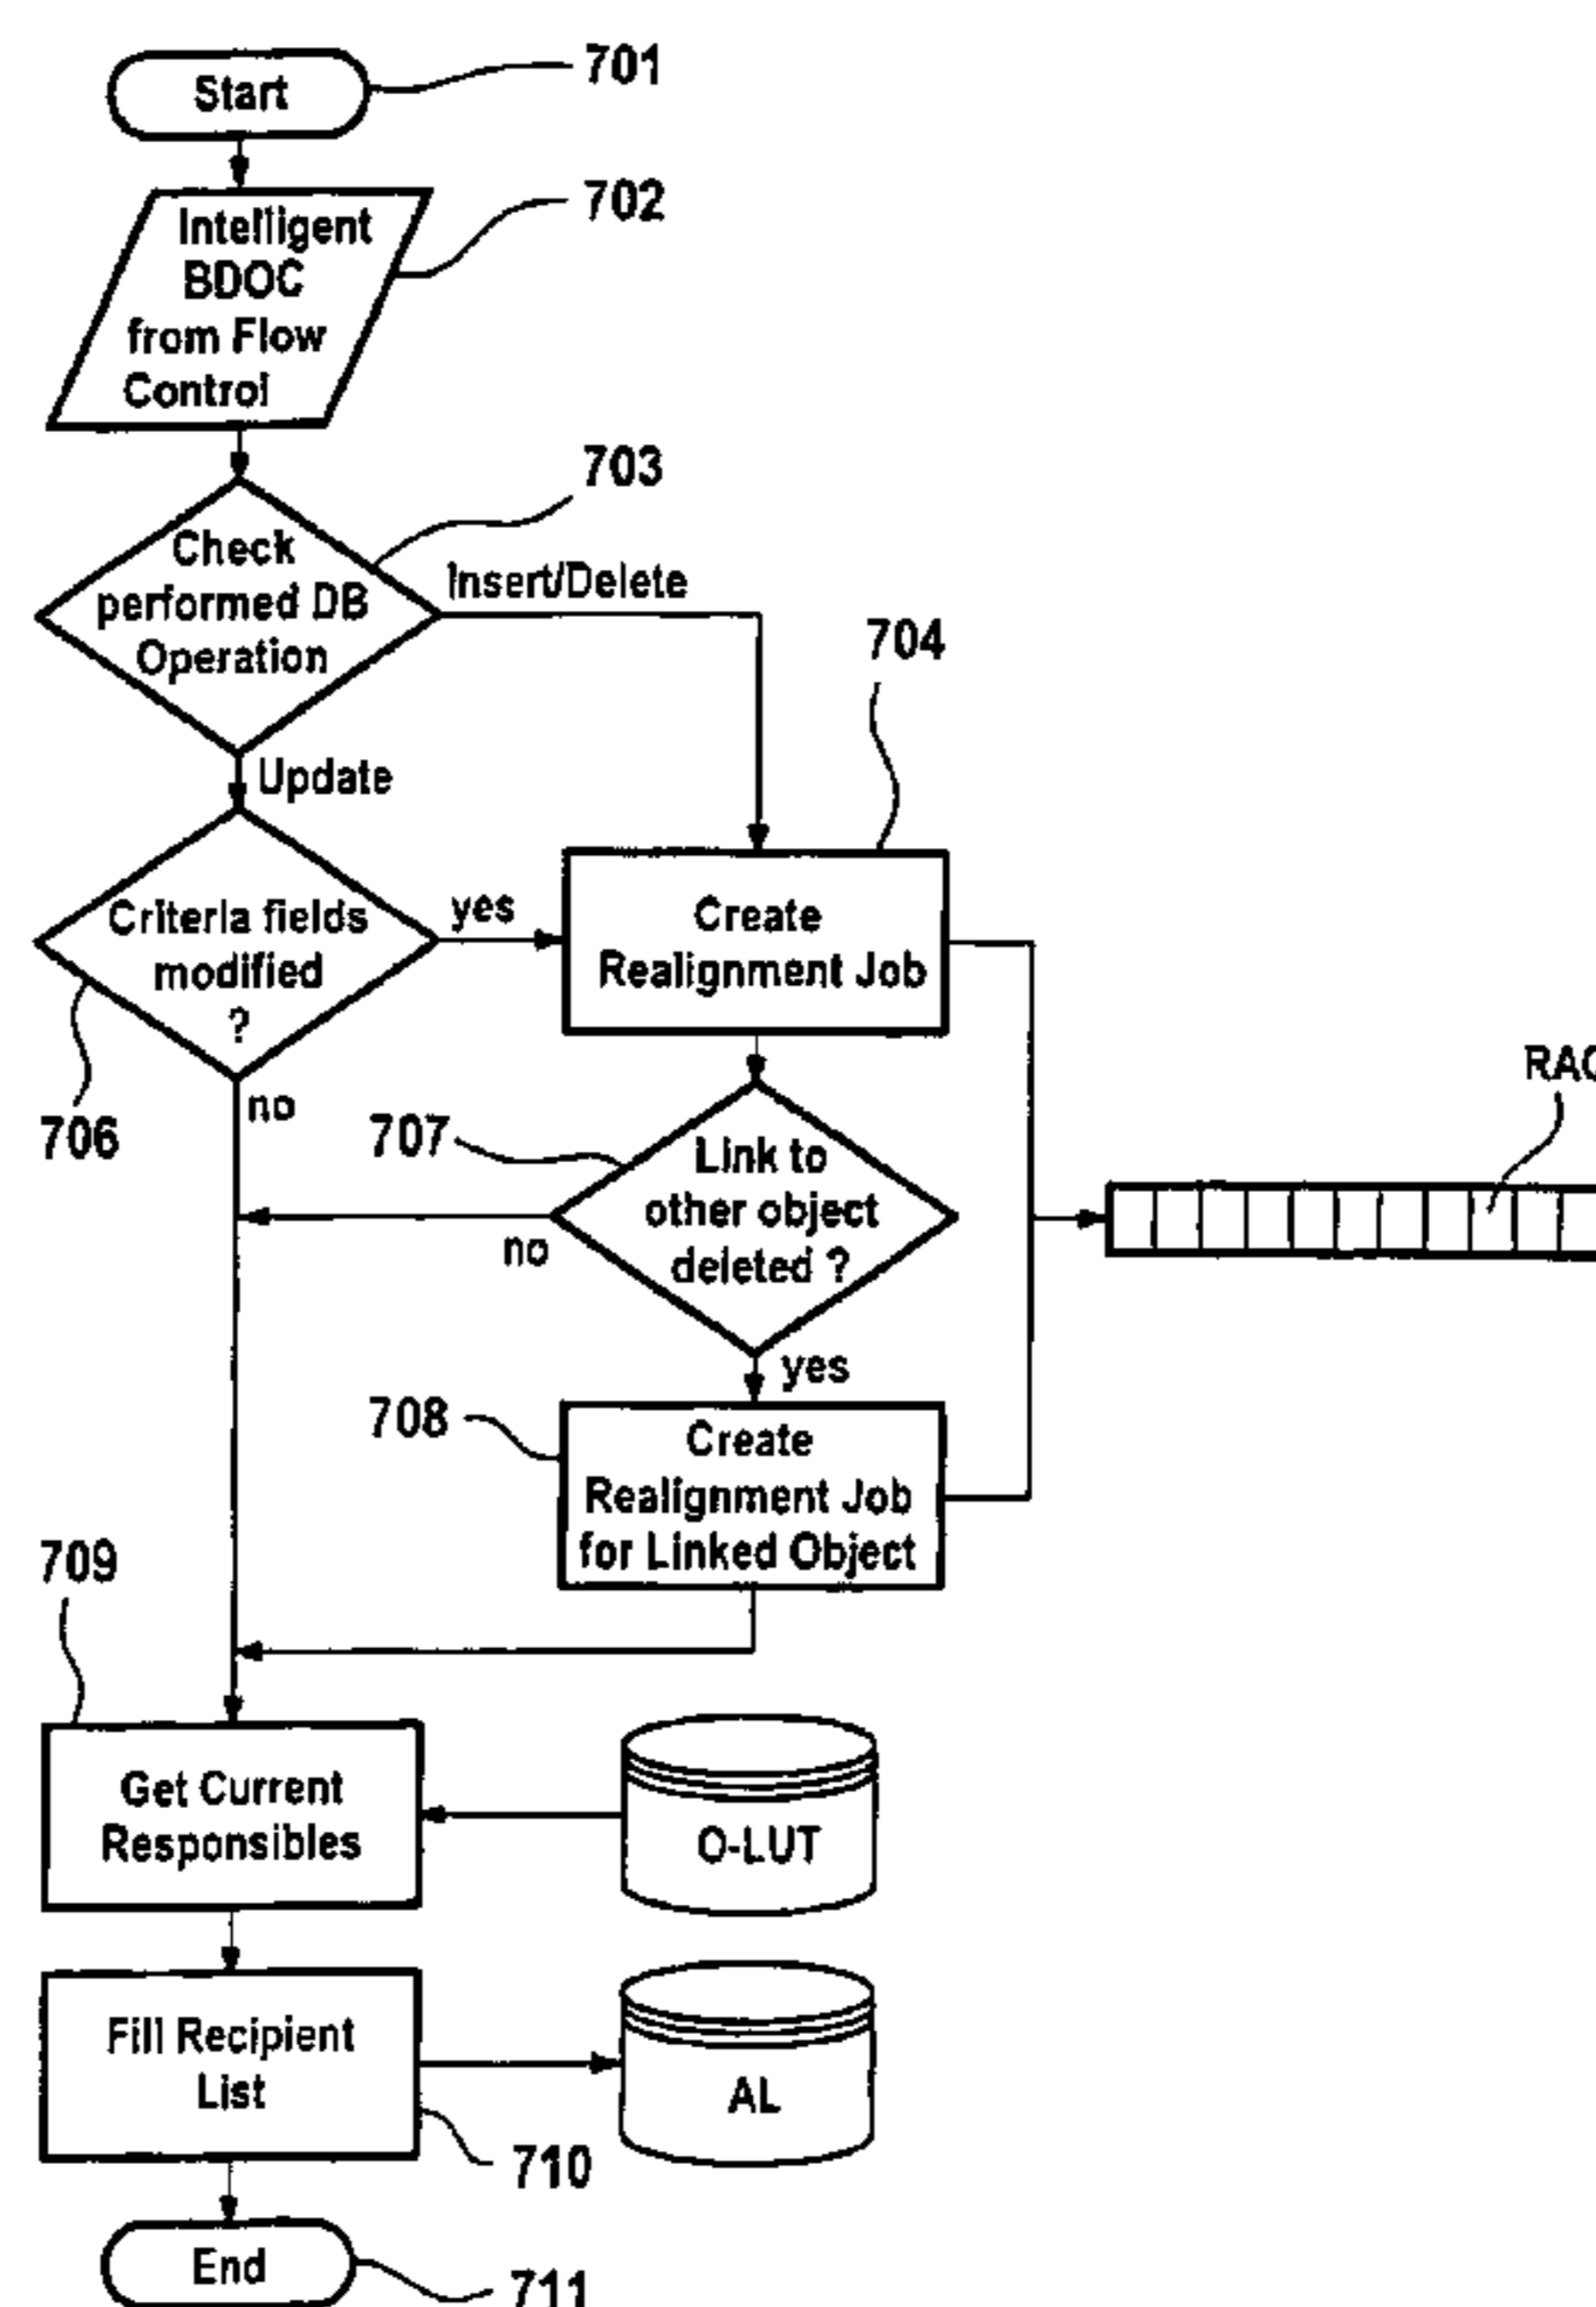 Start
701
Intelligent
BDOC
from Flow
Control
702
703
Check
performed DB
Operation
Insert/Delete
704
Update
Criteria fields
modified
?
yes
706
no
Create
Realignment Job
707
Link to
other object
deleted ?
no
yes
708
Create
Realignment Job
for Linked Object
709
Get Current
Responsibles
O-LUT
Fill Recipient
List
710
AL
End
711